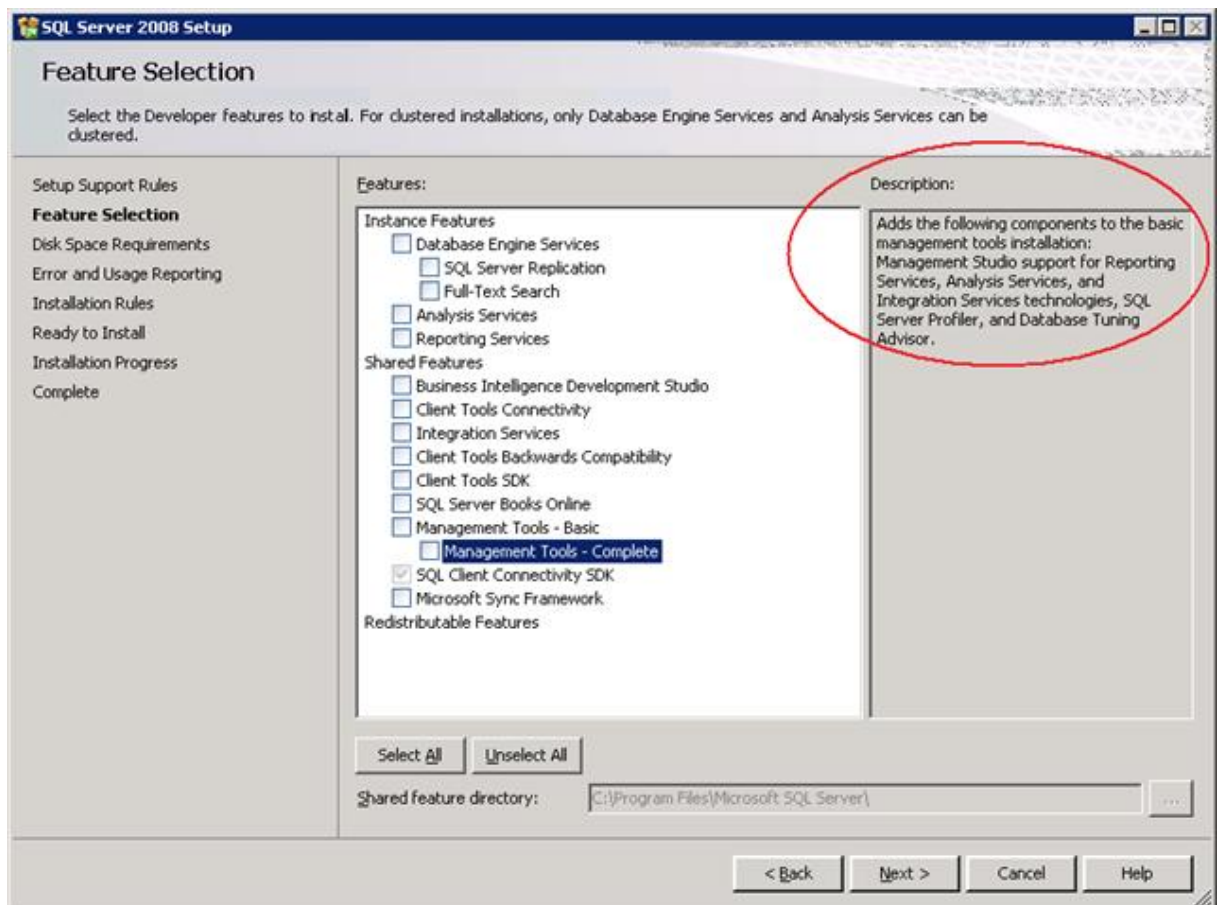 SQL Server 2008 Setup
Feature Selection
Select the Developer features to instal. For clustered installations, only Database Engine Services and Analysis Services can be
clustered.
Setup Support Rules
Feature Selection
Disk Space Requirements
Error and Usage Reporting
Installation Rules
Ready to Install
Installation Progress
Complete
Features:
Instance Features
Database Engine Services
SQL Server Replication
Full-Text Search
Analysis Services
Reporting Services
Shared Features
Business Intelligence Development Studio
Client Tools Connectivity
Integration Services
Client Tools Backwards Compatibility
Client Tools SDK
SQL Server Books Online
Management Tools - Basic
Management Tools - Complete
SQL Client Connectivity SDK
Microsoft Sync Framework
Redistributable Features
Description:
Adds the following components to the basic
management tools installation:
Management Studio support for Reporting
Services, Analysis Services, and
Integration Services technologies, SQL
Server Profiler, and Database Tuning
Advisor.
Select All
Unselect All
Shared feature directory:
C:\Program Files\Microsoft SQL Server\
...
< Back
Next >
Cancel
Help